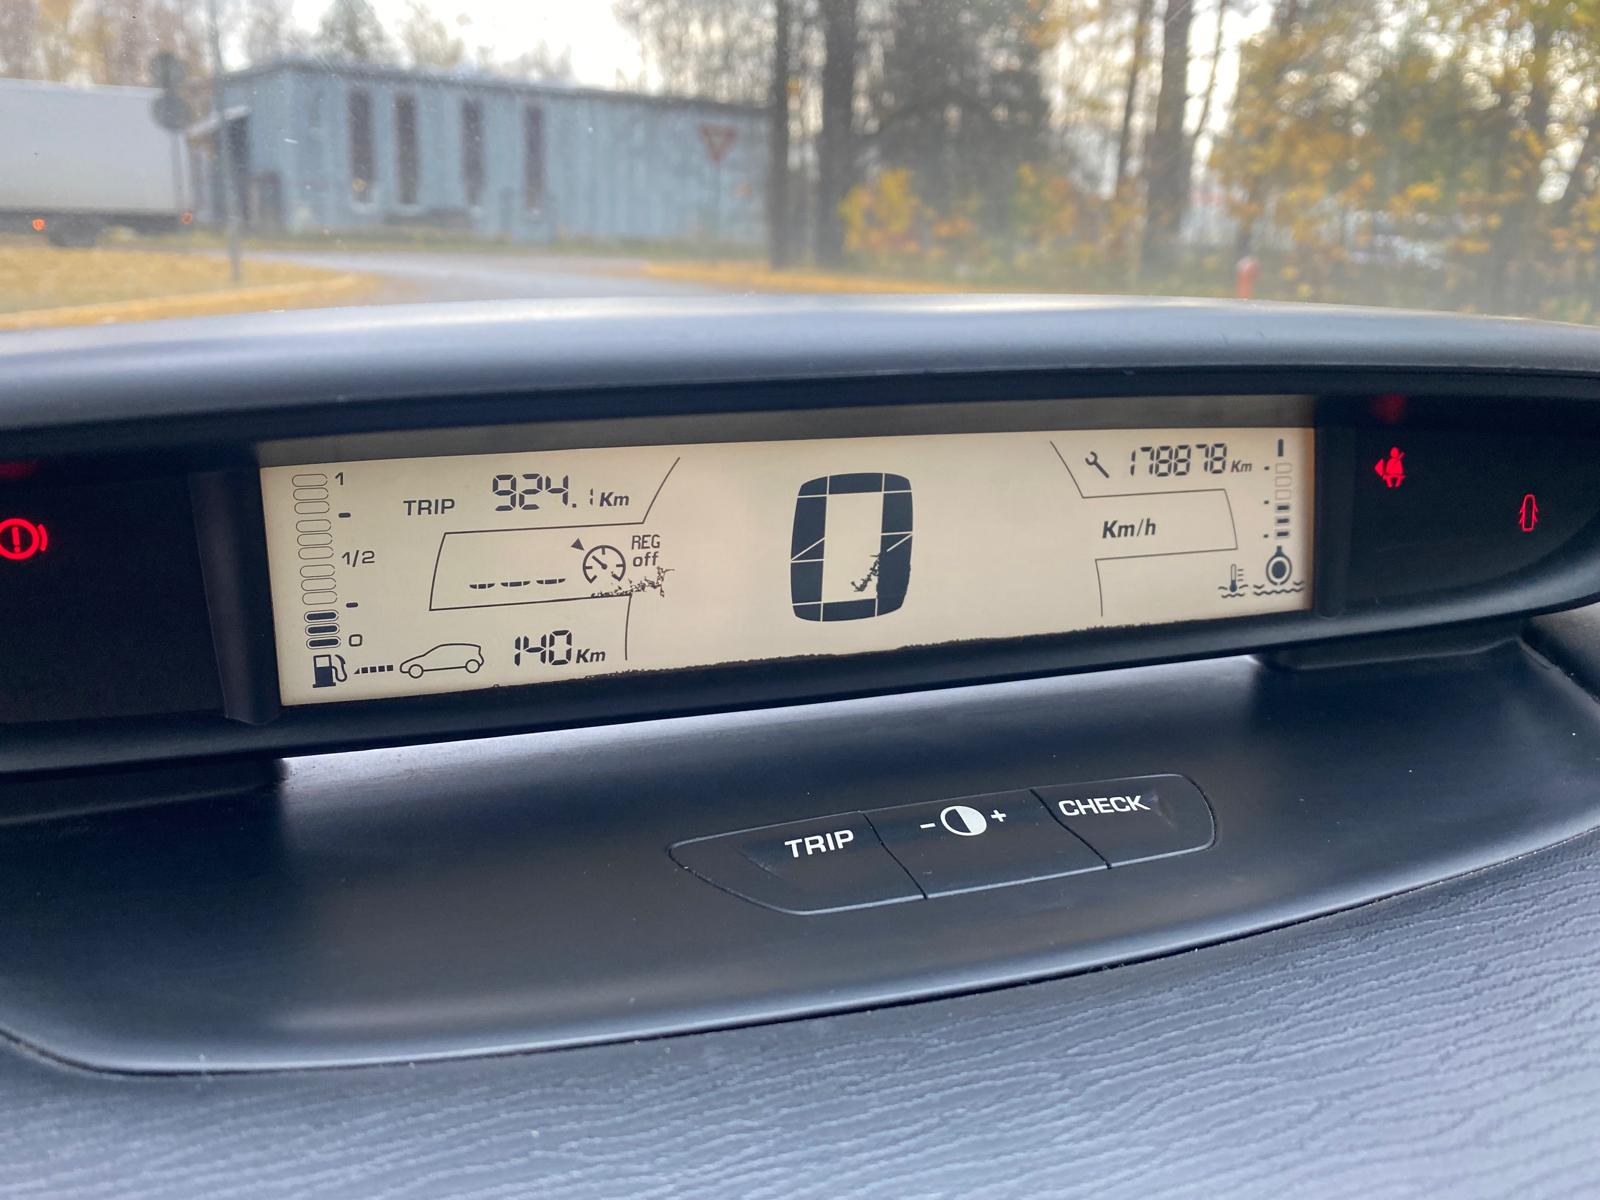 1
TRIP 924.1 Km
178878 Km
REG
off
1/2
Km/h
---
0
0
140 Km
TRIP - + CHECK